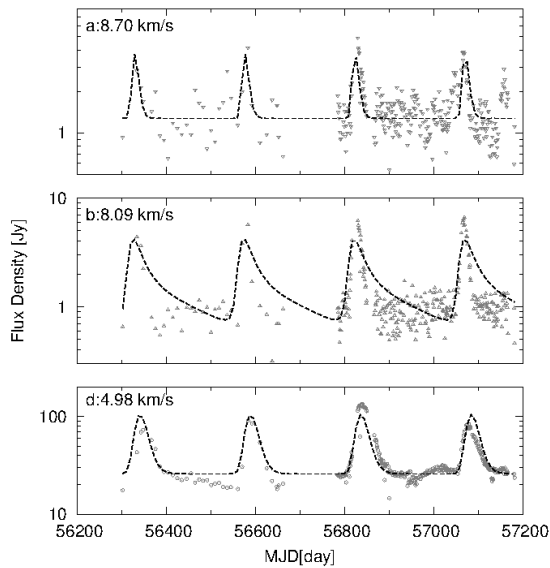 a:8.70 km/s
1
10
b:8.09 km/s
1
Flux Density [Jy]
d:4.98 km/s
100
10
56200 56400 56600 56800 57000 57200
MJD[day]